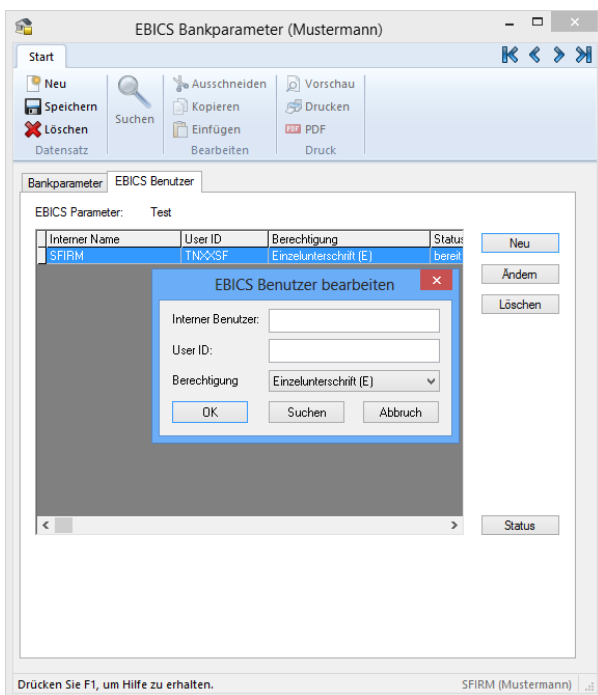 EBICS Bankparameter (Mustermann)
Start
Neu
Speichern
Löschen
Datensatz
Suchen
Ausschneiden
Kopieren
Einfügen
Bearbeiten
Vorschau
Drucken
PDF PDF
Druck
Bankparameter EBICS Benutzer
EBICS Parameter: Test
Interner Name User ID Berechtigung Status
SFIRM TNXXSF Einzelunterschrift (E) bereit
Neu
Ändern
Löschen
EBICS Benutzer bearbeiten
Interner Benutzer:
User ID:
Berechtigung Einzelunterschrift (E)
OK Suchen Abbruch
Status
Drücken Sie F1, um Hilfe zu erhalten. SFIRM (Mustermann)